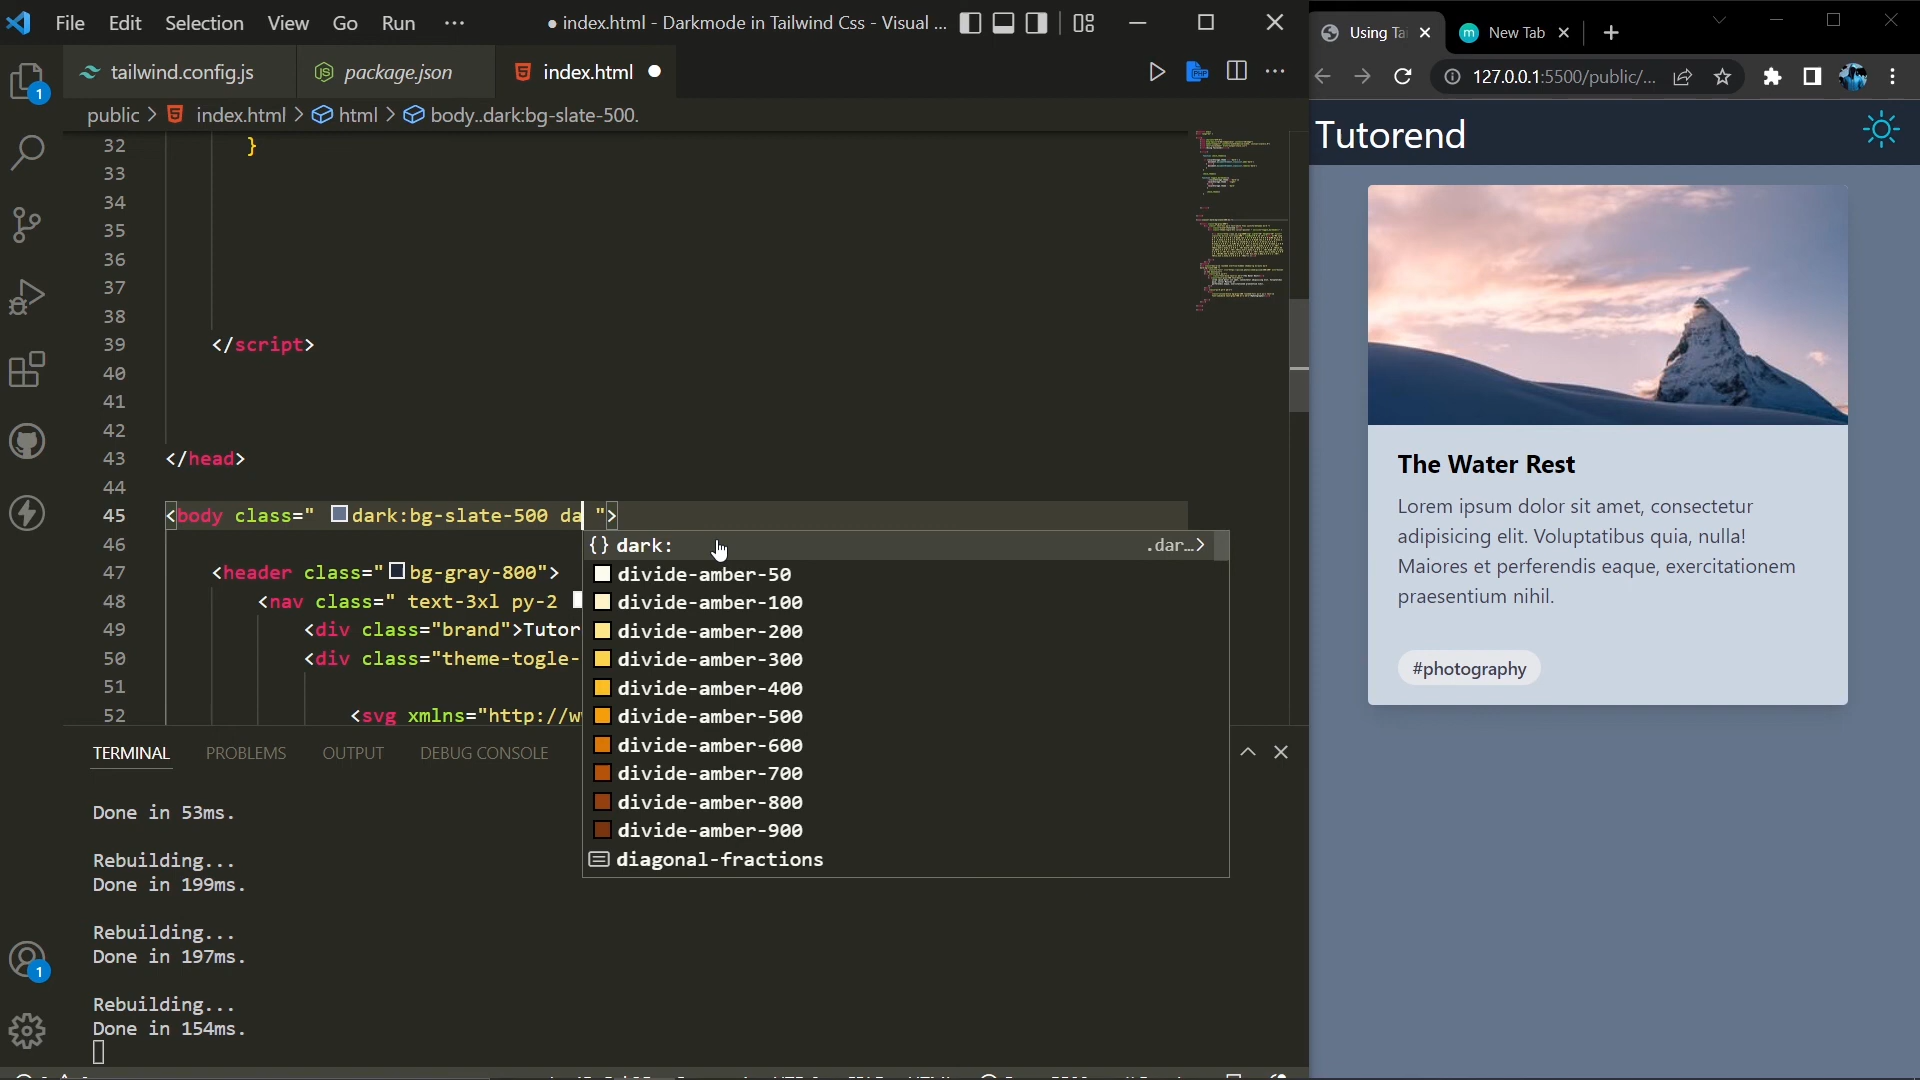 File Edit Selection View Go Run ···
● index.html - Darkmode in Tailwind Css - Visual ...
tailwind.config.js
package.json
index.html
public > index.html > html > body..dark:bg-slate-500.
32 }
33
34
35
36
37
38
39 </script>
40
41
42
43 </head>
44
45 <body class=" dark:bg-slate-500 da ">
46
47 <header class="bg-gray-800">
48 <nav class=" text-3xl py-2
49 <div class="brand">Tutor
50 <div class="theme-togle-
51
52 <svg xmlns="http://w
{} dark: .dar…>
divide-amber-50
divide-amber-100
divide-amber-200
divide-amber-300
divide-amber-400
divide-amber-500
divide-amber-600
divide-amber-700
divide-amber-800
divide-amber-900
diagonal-fractions
TERMINAL PROBLEMS OUTPUT DEBUG CONSOLE
Done in 53ms.
Rebuilding...
Done in 199ms.
Rebuilding...
Done in 197ms.
Rebuilding...
Done in 154ms.
1
1
Using Ta
New Tab
127.0.0.1:5500/public/...
Tutorend
The Water Rest
Lorem ipsum dolor sit amet, consectetur
adipisicing elit. Voluptatibus quia, nulla!
Maiores et perferendis eaque, exercitationem
praesentium nihil.
#photography